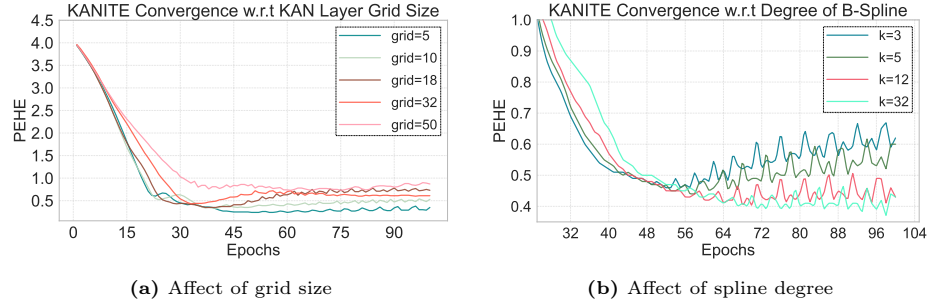 KANITE Convergence w.r.t KAN Layer Grid Size
PEHE
4.0
3.5
3.0
2.5
2.0
1.5
1.0
0.5
grid=5
grid=10
grid=18
grid=32
grid=50
0 15 30 45 60 75 90
Epochs
(a) Affect of grid size
KANITE Convergence w.r.t Degree of B-Spline
PEHE
1.0
0.9
0.8
0.7
0.6
0.5
0.4
k=3
k=5
k=12
k=32
32 40 48 56 64 72 80 88 96 104
Epochs
(b) Affect of spline degree